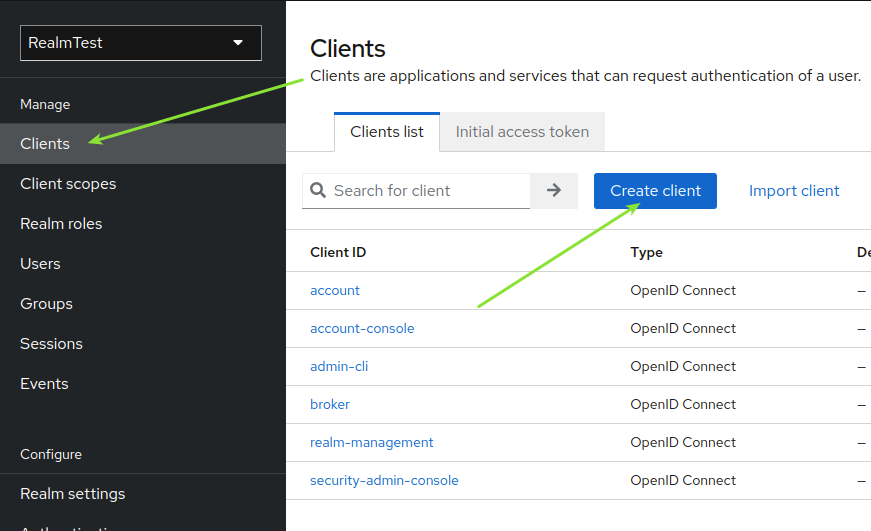 RealmTest
Manage
Clients
Client scopes
Realm roles
Users
Groups
Sessions
Events
Configure
Realm settings
Clients
Clients are applications and services that can request authentication of a user.
Clients list Initial access token
Search for client Create client Import client
Client ID Type
account OpenID Connect –
account-console OpenID Connect –
admin-cli OpenID Connect –
broker OpenID Connect –
realm-management OpenID Connect –
security-admin-console OpenID Connect –